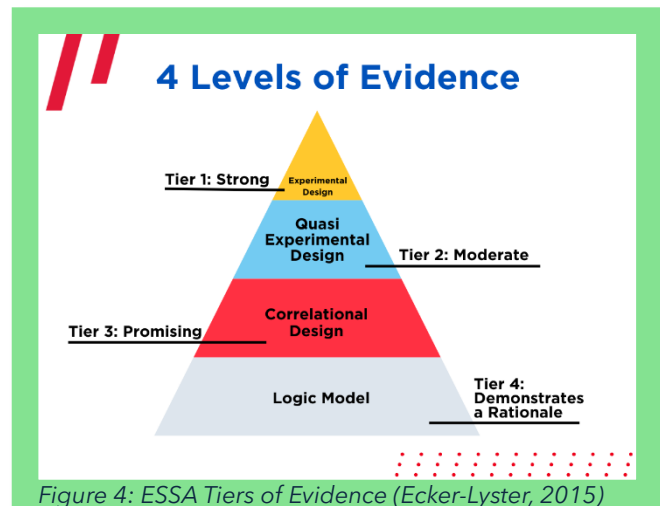 4 Levels of Evidence
Tier 1: Strong
Experimental
Design
Quasi
Experimental
Design
Tier 2: Moderate
Correlational
Design
Tier 3: Promising
Logic Model
Tier 4:
Demonstrates
a Rationale
Figure 4: ESSA Tiers of Evidence (Ecker-Lyster, 2015)